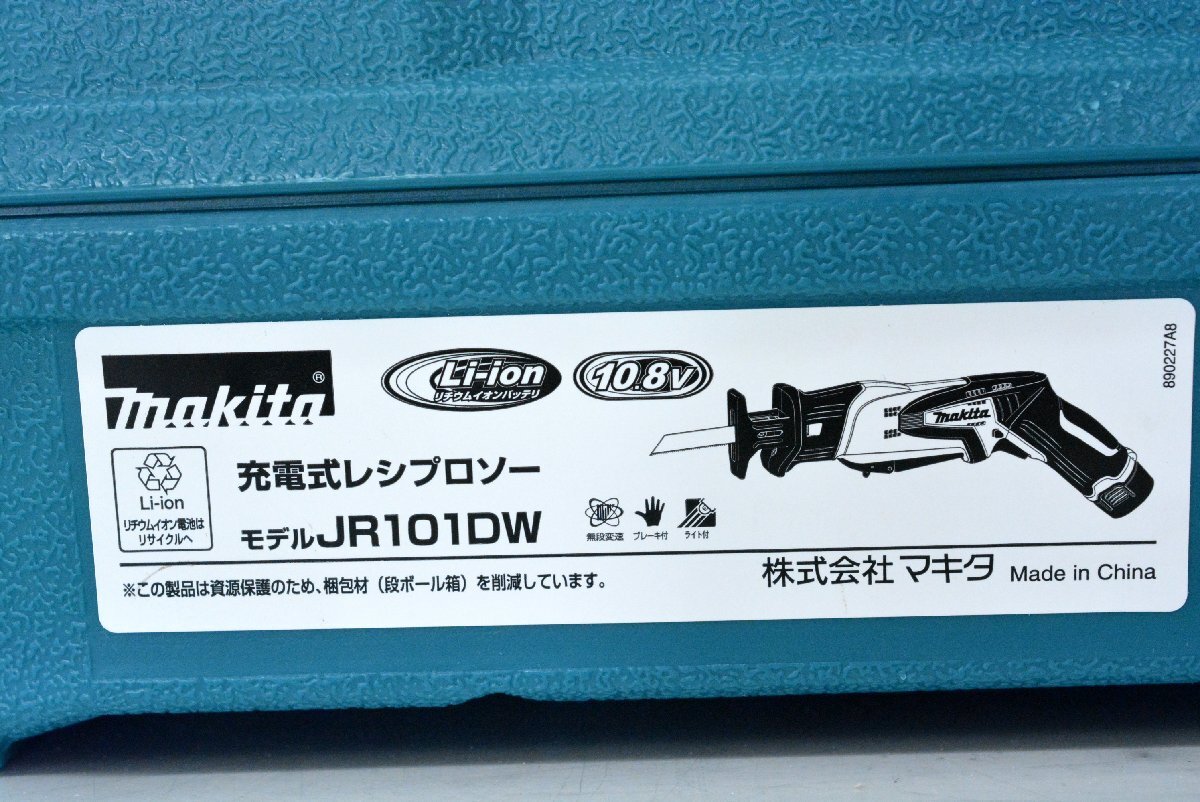 makita®
Li-ion
リチウムイオンバッテリ
10.8V
makita
890227A8
Li-ion
リチウムイオン電池は
リサイクルへ
充電式レシプロソー
モデルJR101DW
無段変速 ブレーキ付 ライト付
※この製品は資源保護のため、梱包材（段ボール箱）を削減しています。
株式会社マキタ Made in China